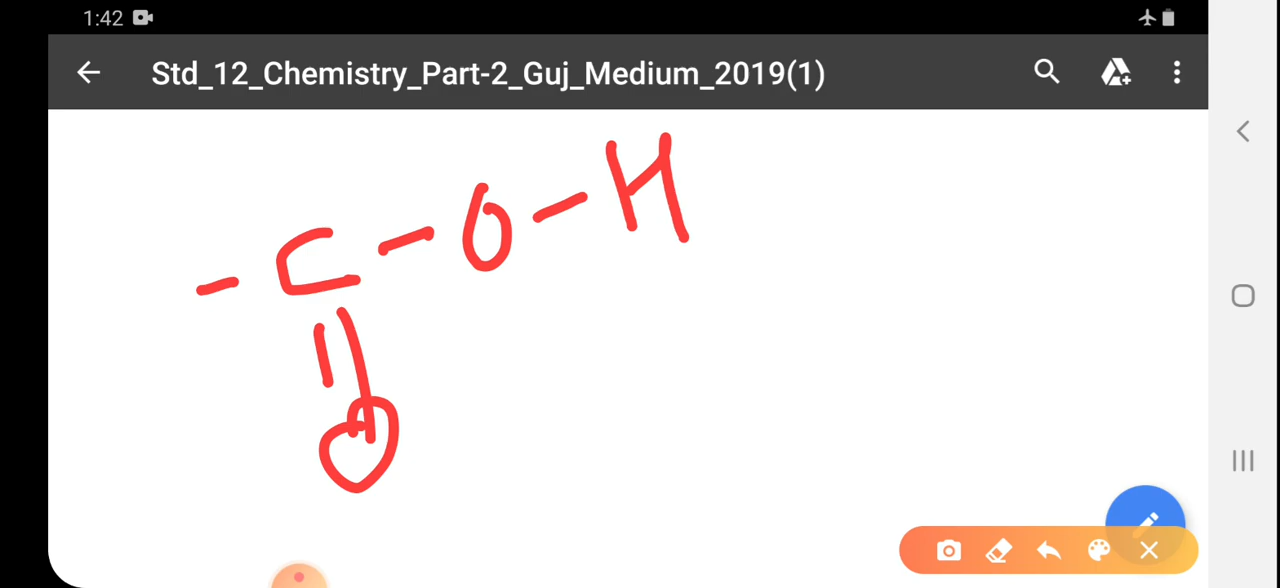 1:42
Std_12_Chemistry_Part-2_Guj_Medium_2019(1)
- C - O - H
||
O